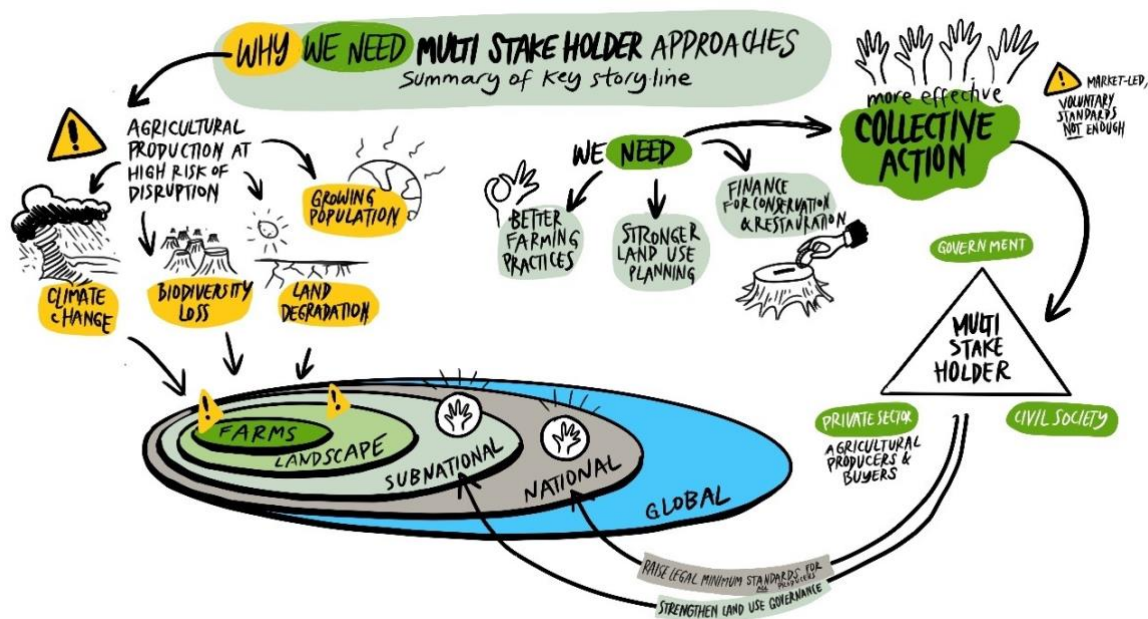 WHY WE NEED MULTI STAKE HOLDER APPROACHES
Summary of key story·line
AGRICULTURAL
PRODUCTION AT
HIGH RISK OF
DISRUPTION
GROWING
POPULATION
CLIMATE
CHANGE
BIODIVERSITY
LOSS
LAND
DEGRADATION
WE NEED
BETTER
FARMING
PRACTICES
STRONGER
LAND USE
PLANNING
FINANCE
FOR CONSERVATION
& RESTAURATION
more effective
COLLECTIVE
ACTION
MARKET-LED,
VOLUNTARY
STANDARDS
NOT ENOUGH
GOVERNMENT
MULTI
STAKE
HOLDER
PRIVATE SECTOR
AGRICULTURAL
PRODUCERS &
BUYERS
CIVIL SOCIETY
FARMS
LANDSCAPE
SUBNATIONAL
NATIONAL
GLOBAL
RAISE LEGAL MINIMUM STANDARDS FOR
ALL PRODUCERS
STRENGTHEN LAND USE GOVERNANCE